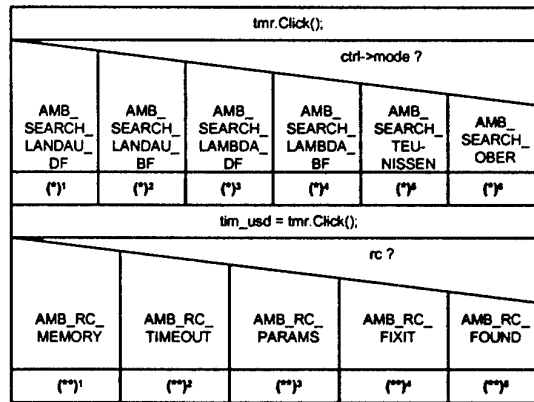 tmr.Click();
ctrl->mode ?
AMB_ SEARCH_ LANDAU_ DF
AMB_ SEARCH_ LANDAU_ BF
AMB_ SEARCH_ LAMBDA_ DF
AMB_ SEARCH_ LAMBDA_ BF
AMB_ SEARCH_ TEU- NISSEN
AMB_ SEARCH_ OBER
(*)¹ (*)² (*)³ (*)⁴ (*)⁵ (*)⁶
tim_usd = tmr.Click();
rc ?
AMB_RC_ MEMORY
AMB_RC_ TIMEOUT
AMB_RC_ PARAMS
AMB_RC_ FIXIT
AMB_RC_ FOUND
(**)¹ (**)² (**)³ (**)⁴ (**)⁵